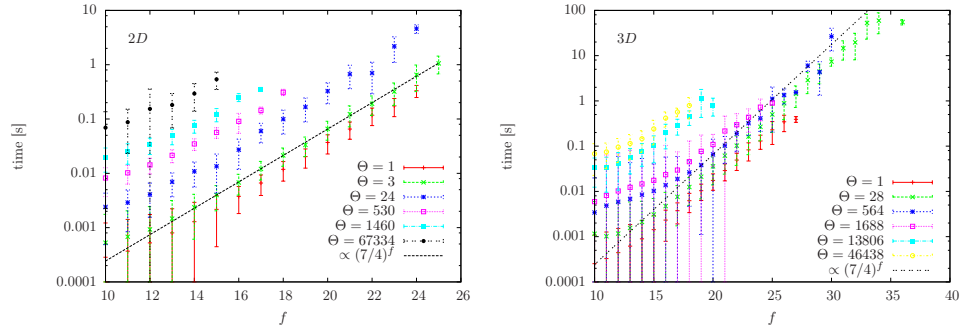 2D
time [s]
10
1
0.1
0.01
0.001
0.0001
10 12 14 16 18 20 22 24 26
f
Θ = 1
Θ = 3
Θ = 24
Θ = 530
Θ = 1460
Θ = 67334
∝ (7/4)^f
3D
time [s]
100
10
1
0.1
0.01
0.001
0.0001
10 15 20 25 30 35 40
f
Θ = 1
Θ = 28
Θ = 564
Θ = 1688
Θ = 13806
Θ = 46438
∝ (7/4)^f